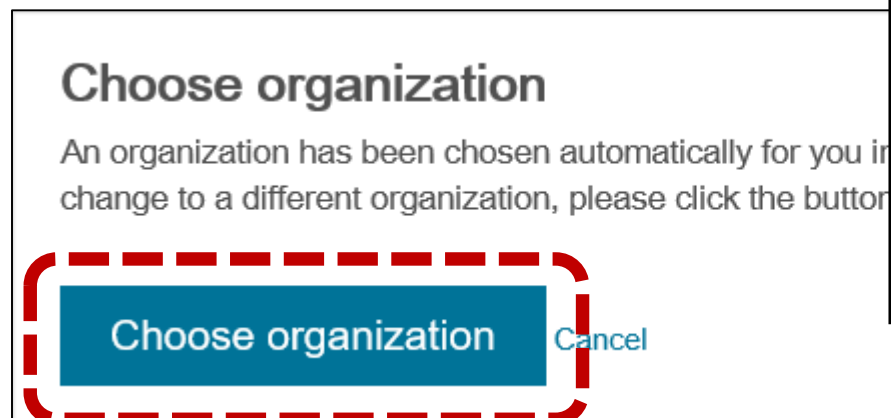 Choose organization
An organization has been chosen automatically for you
change to a different organization, please click the
Choose organization
Cancel